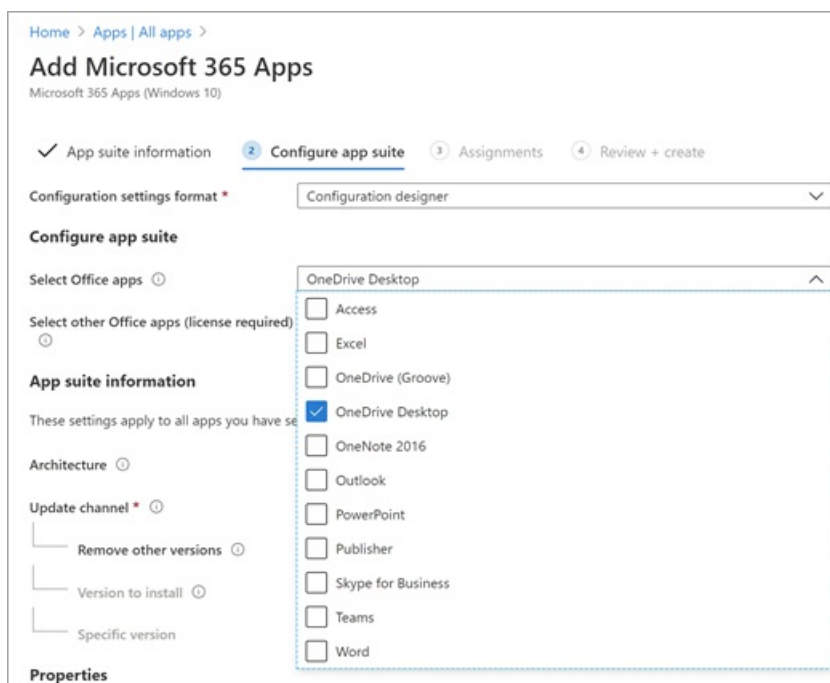 Home > Apps | All apps >
Add Microsoft 365 Apps
Microsoft 365 Apps (Windows 10)
App suite information 2 Configure app suite 3 Assignments 4 Review + create
Configuration settings format * Configuration designer
Configure app suite
Select Office apps OneDrive Desktop
Access
Select other Office apps (license required)
Excel
OneDrive (Groove)
App suite information
OneDrive Desktop
These settings apply to all apps you have se
OneNote 2016
Architecture
Outlook
Update channel *
PowerPoint
Remove other versions
Publisher
Skype for Business
Version to install
Teams
Specific version
Word
Properties